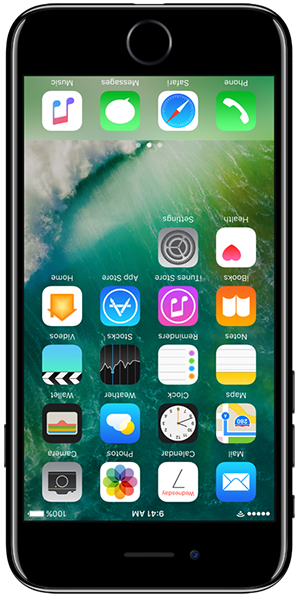 9:41 AM 100%
Wednesday
7
Mail Calendar Photos Camera
280
Maps Clock Weather Wallet
Notes Reminders Stocks Videos
iBooks iTunes Store App Store Home
Health Settings
Phone Safari Messages Music